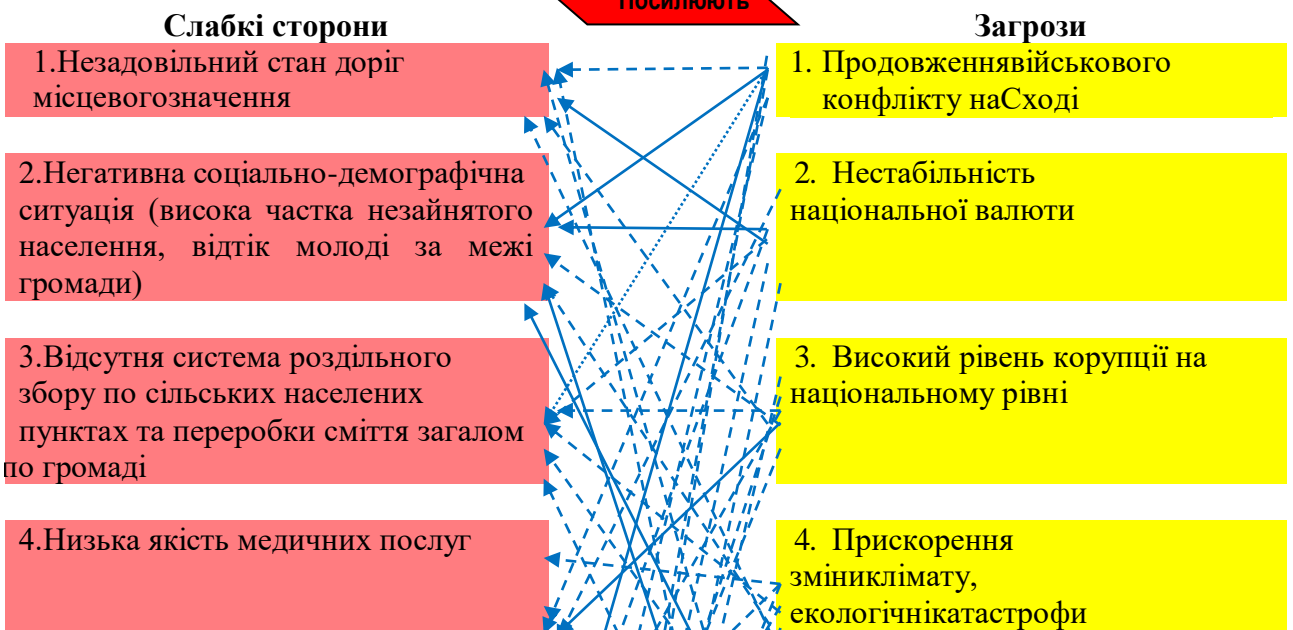 Посилюють
Слабкі сторони
Загрози
1.Незадовільний стан доріг
місцевогозначення
1. Продовженнявійськового
конфлікту наСході
2.Негативна соціально-демографічна
ситуація (висока частка незайнятого
населення, відтік молоді за межі
громади)
2. Нестабільність
національної валюти
3.Відсутня система роздільного
збору по сільських населених
пунктах та переробки сміття загалом
по громаді
3. Високий рівень корупції на
національному рівні
4.Низька якість медичних послуг
4. Прискорення
зміниклімату,
екологічнікатастрофи